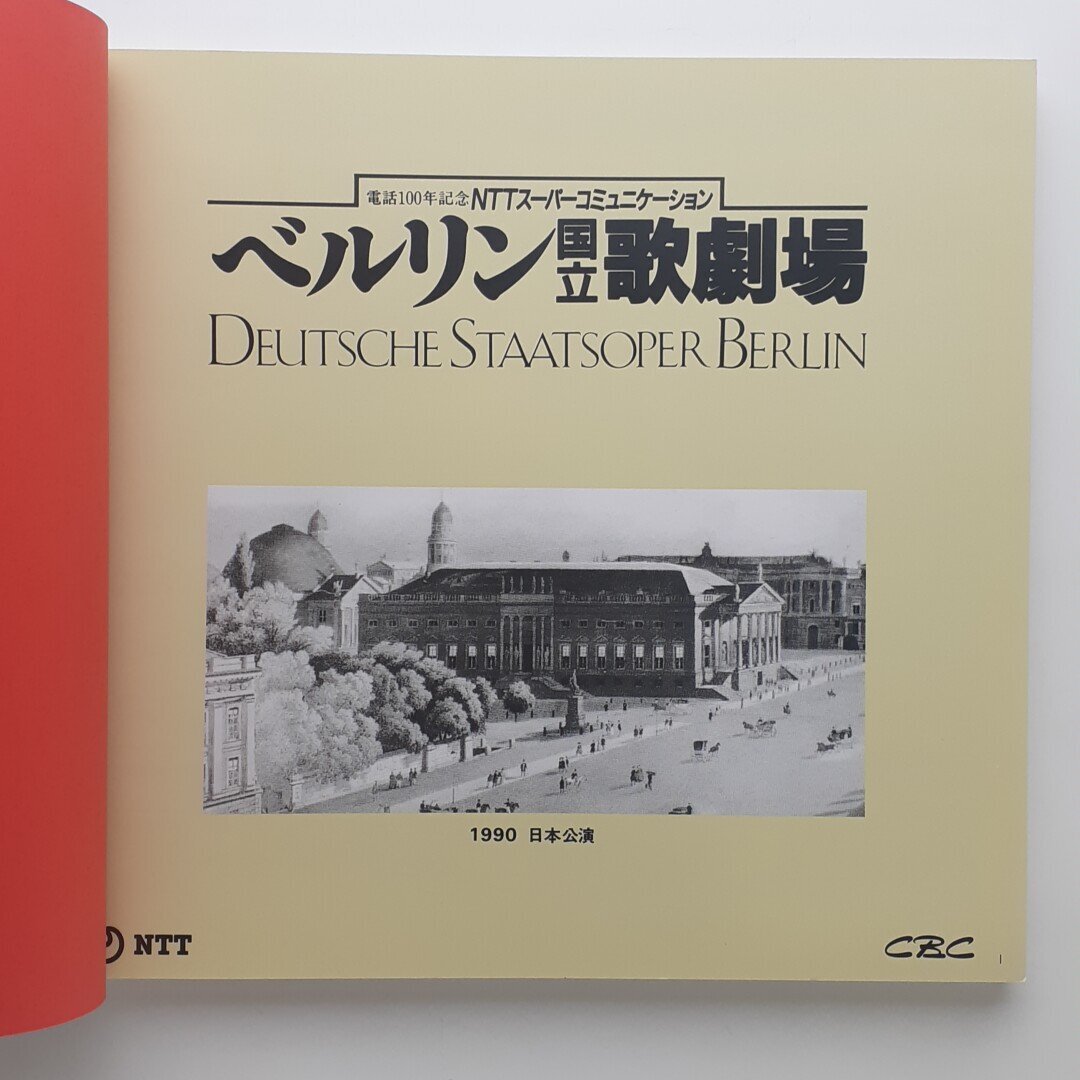 電話100年記念 NTTスーパーコミュニケーション
ベルリン国立歌劇場
DEUTSCHE STAATSOPER BERLIN
1990 日本公演
NTT
CBC
1